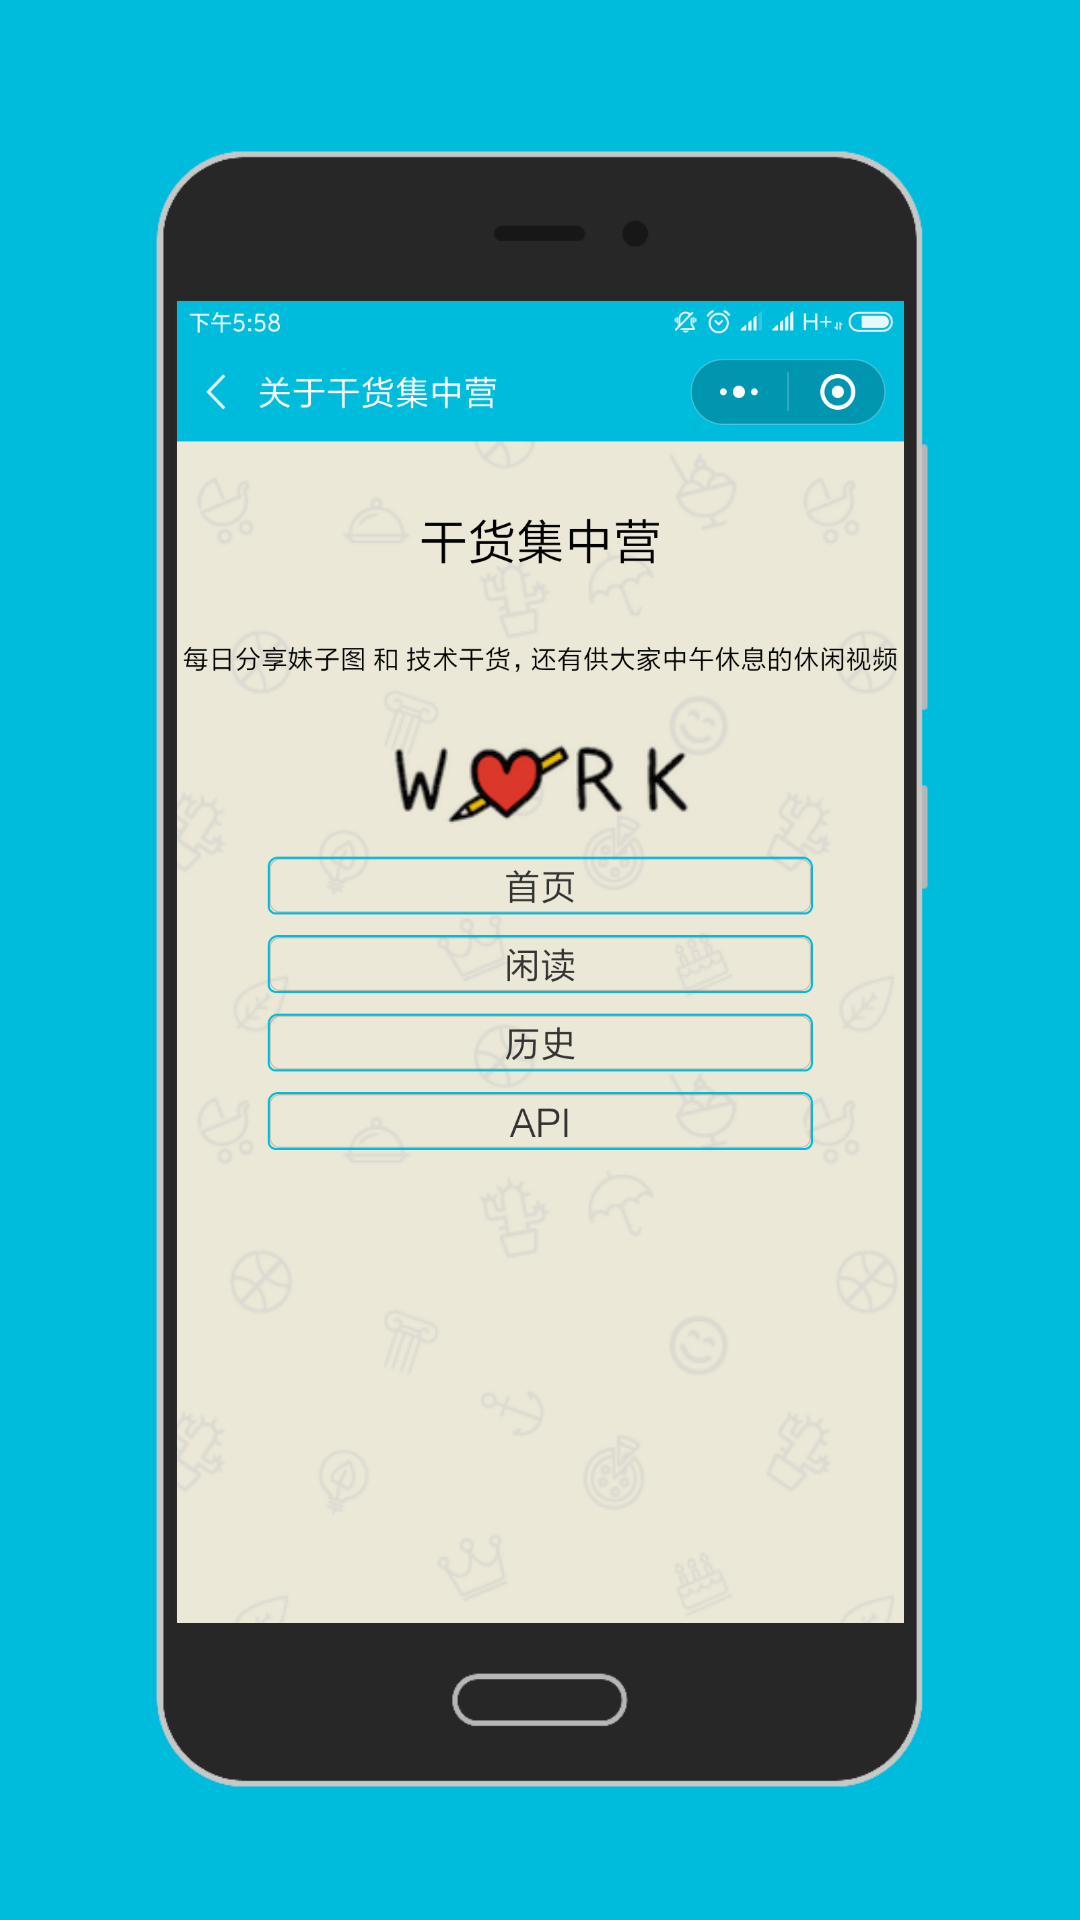 下午5:58
H+
关于干货集中营
干货集中营
每日分享妹子图 和 技术干货, 还有供大家中午休息的休闲视频
W RK
首页
闲读
历史
API